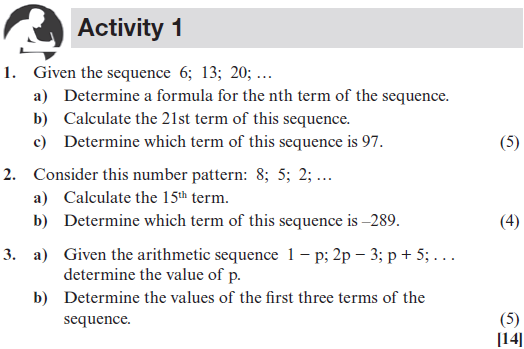 Activity 1
1. Given the sequence 6; 13; 20; …
a) Determine a formula for the nth term of the sequence.
b) Calculate the 21st term of this sequence.
c) Determine which term of this sequence is 97. (5)
2. Consider this number pattern: 8; 5; 2; …
a) Calculate the 15th term.
b) Determine which term of this sequence is –289. (4)
3. a) Given the arithmetic sequence 1 – p; 2p – 3; p + 5; . . .
determine the value of p.
b) Determine the values of the first three terms of the
sequence. (5)
[14]